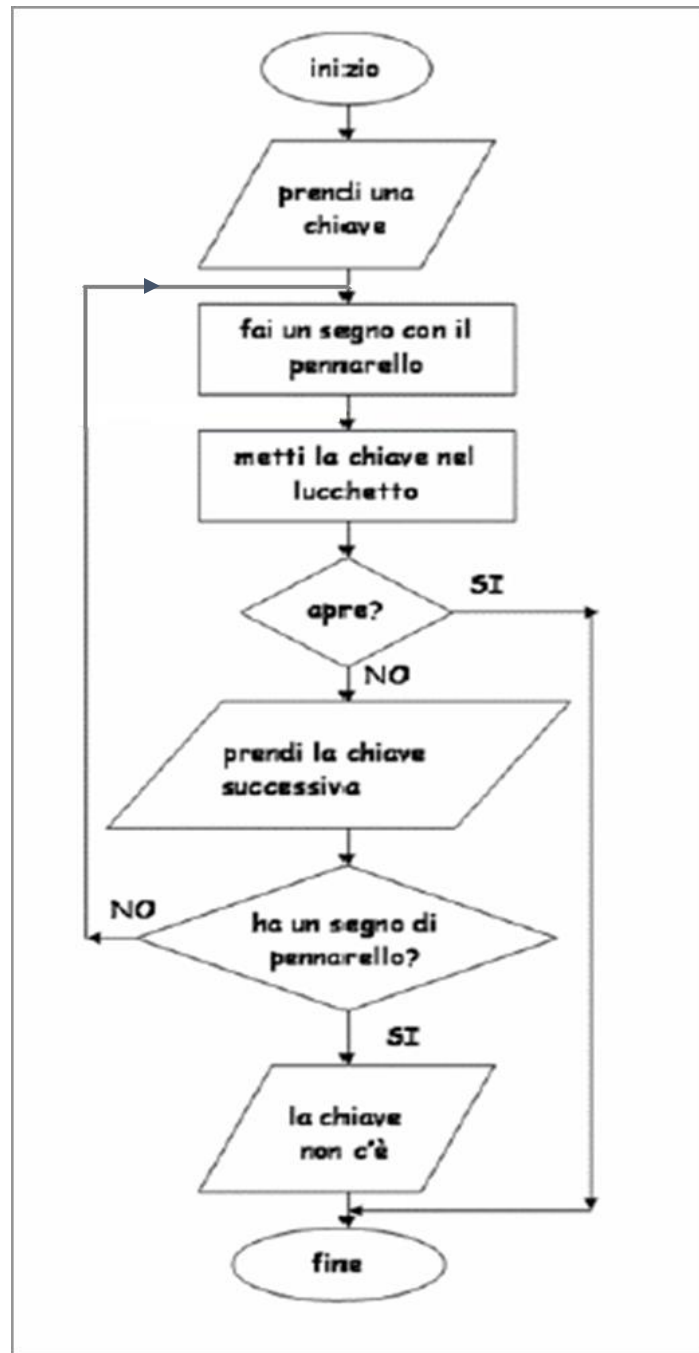 inizio
prendi una
chiave
fai un segno con il
pennarello
metti la chiave nel
lucchetto
apre?
SI
NO
prendi la chiave
successiva
NO
ha un segno di
pennarello?
SI
la chiave
non c'è
fine